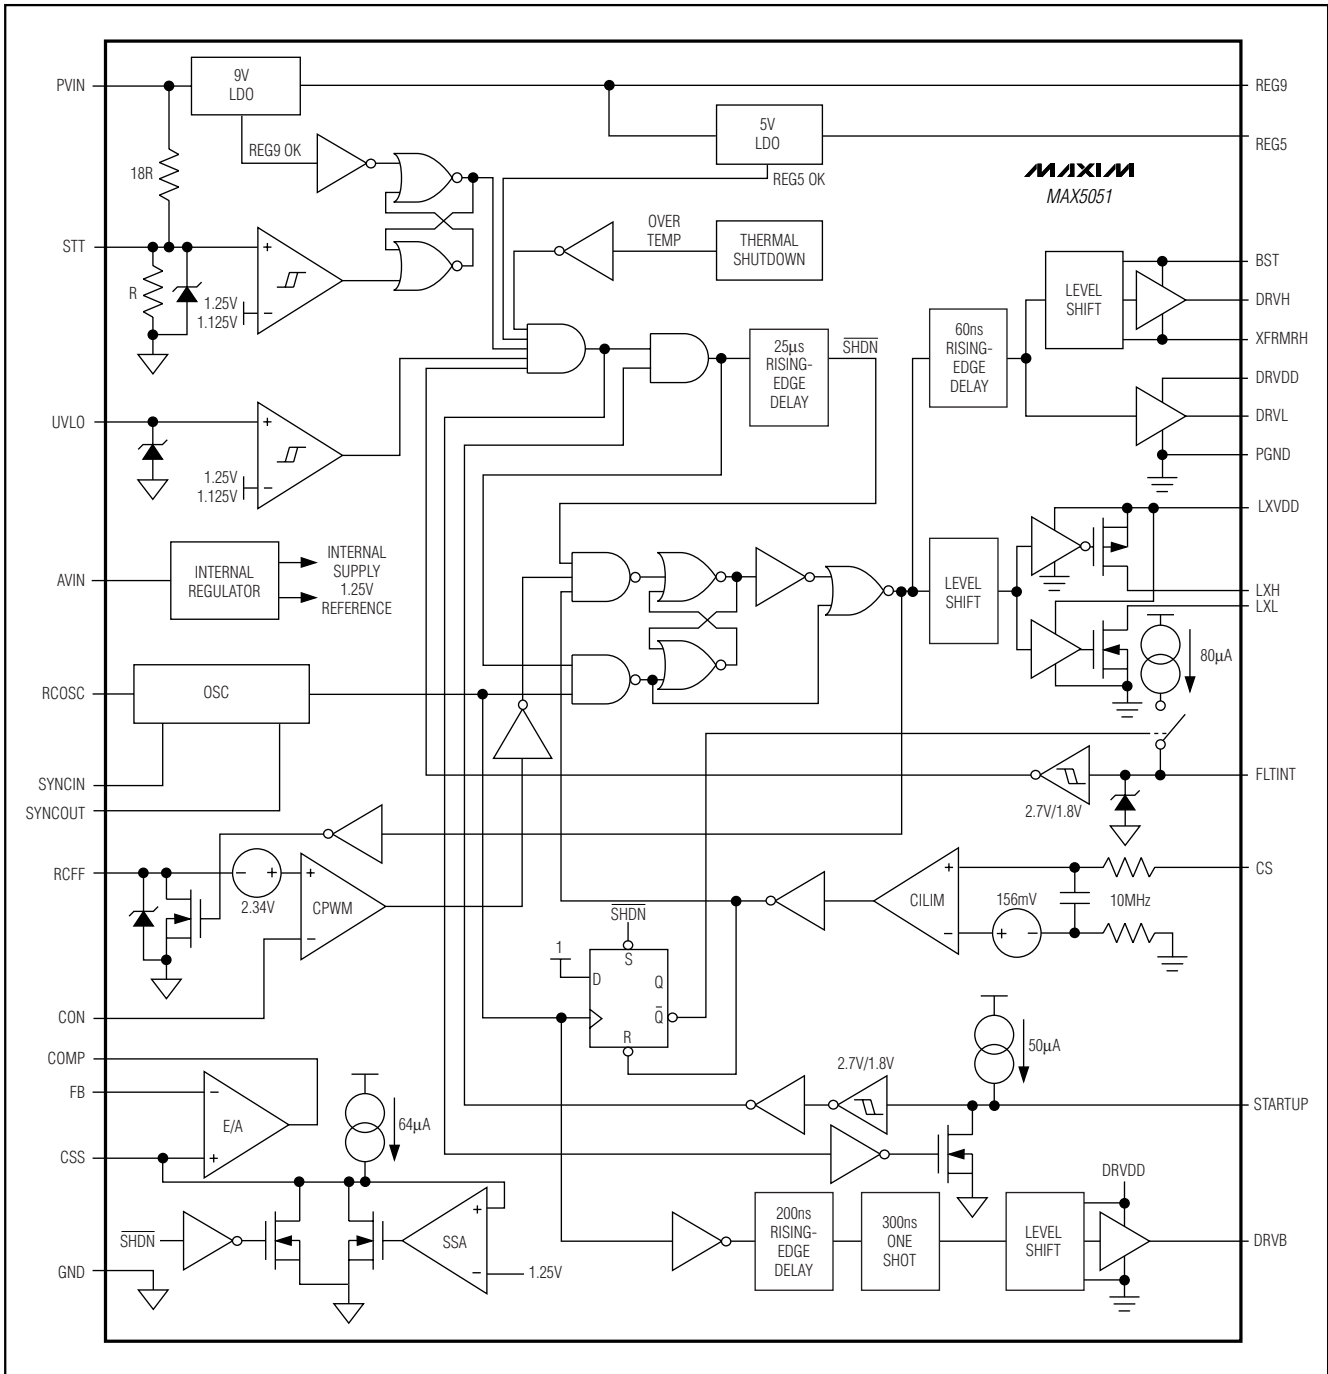 PVIN
9V
LDO
REG9
REG9 OK
5V
LDO
REG5
REG5 OK
MAXIM
MAX5051
18R
STT
R
+
1.25V
1.125V
−
OVER
TEMP
THERMAL
SHUTDOWN
LEVEL
SHIFT
BST
DRVH
XFRMRH
25µs
RISING-
EDGE
DELAY
SHDN
60ns
RISING-
EDGE
DELAY
DRVDD
DRVL
PGND
UVLO
+
1.25V
1.125V
−
LXVDD
AVIN
INTERNAL
REGULATOR
INTERNAL
SUPPLY
1.25V
REFERENCE
LEVEL
SHIFT
LXH
LXL
80µA
RCOSC
OSC
SYNCIN
SYNCOUT
FLTINT
2.7V/1.8V
RCFF
− +
2.34V
+
CPWM
−
CS
+
CILIM
−
156mV
+ −
10MHz
SHDN
1
S
D
Q
Q
R
CON
COMP
FB
−
E/A
CSS
+
64µA
2.7V/1.8V
50µA
STARTUP
SHDN
+
SSA
−
1.25V
GND
200ns
RISING-
EDGE
DELAY
300ns
ONE
SHOT
LEVEL
SHIFT
DRVDD
DRVB